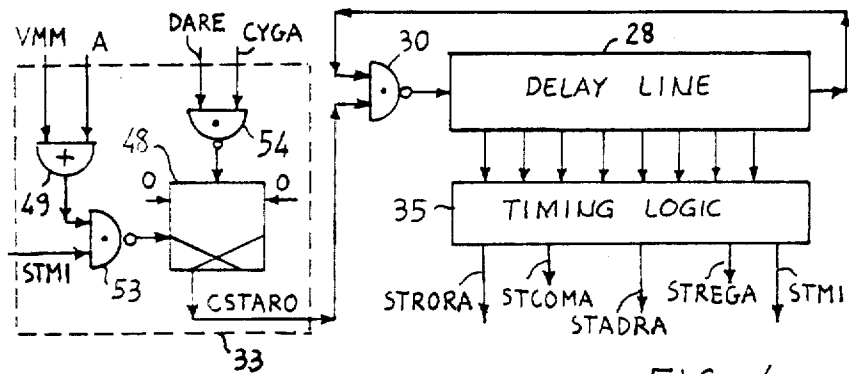 VMM
A
DARE
CYGA
30
28
DELAY LINE
+
49
54
48
0
0
STMI
53
CSTARO
33
35
TIMING LOGIC
STRORA
STCOMA
STADRA
STREGA
STMI